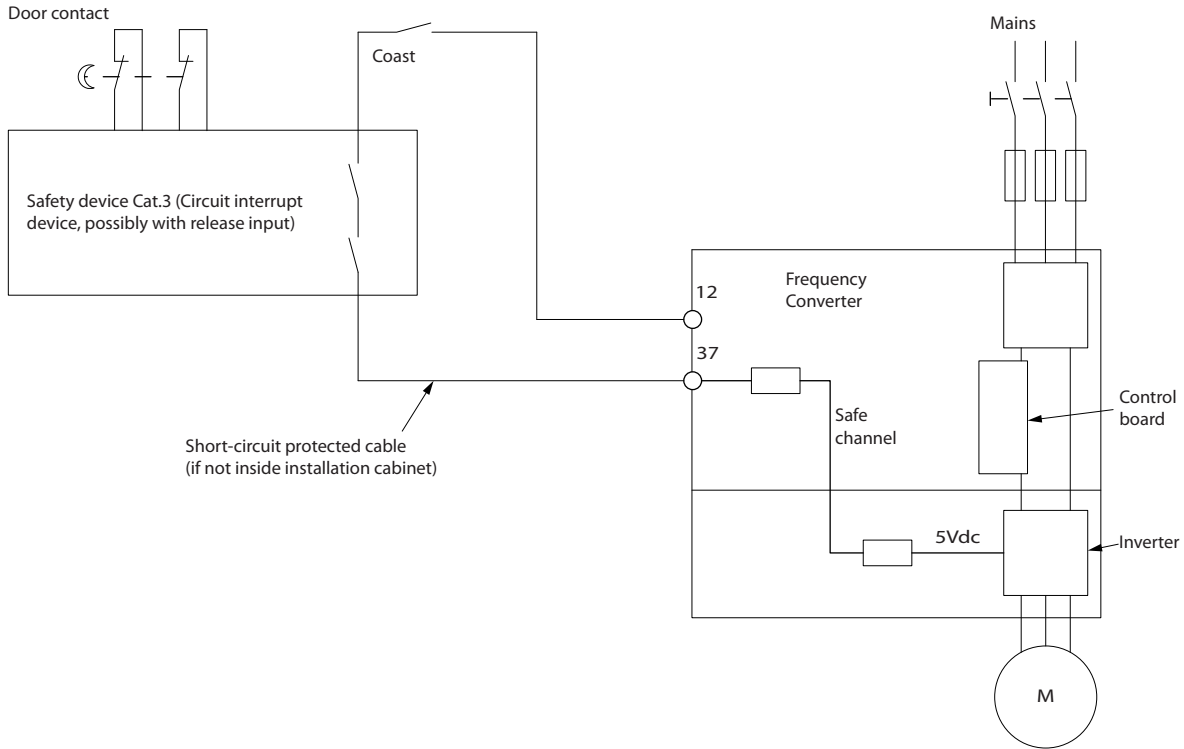 Door contact
Mains
Coast
Safety device Cat.3 (Circuit interrupt
device, possibly with release input)
12
Frequency
Converter
37
Control
board
Safe
channel
Short-circuit protected cable
(if not inside installation cabinet)
5Vdc
Inverter
M